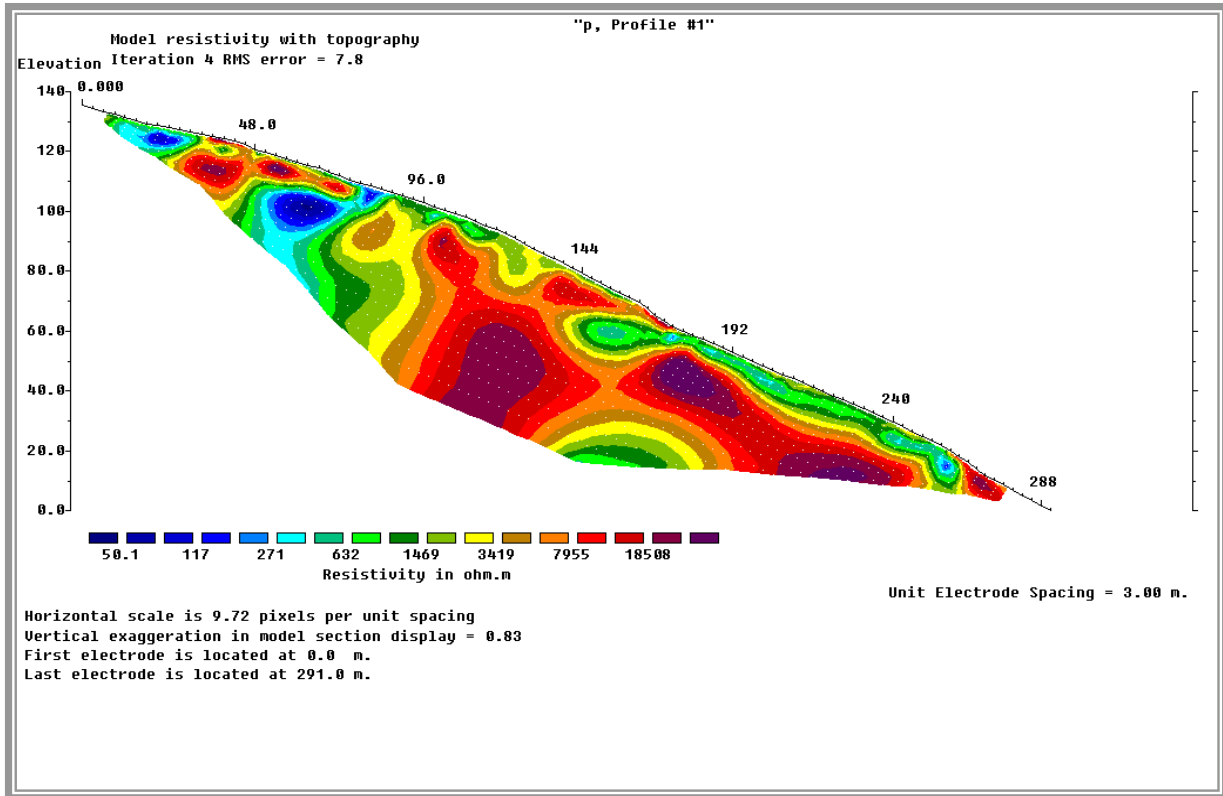 "p, Profile #1"
Model resistivity with topography
Iteration 4 RMS error = 7.8
Elevation
0.000
140
48.0
120
96.0
100
144
80.0
192
60.0
40.0
240
20.0
288
0.0
50.1 117 271 632 1469 3419 7955 18508
Resistivity in ohm.m
Unit Electrode Spacing = 3.00 m.
Horizontal scale is 9.72 pixels per unit spacing
Vertical exaggeration in model section display = 0.83
First electrode is located at 0.0 m.
Last electrode is located at 291.0 m.